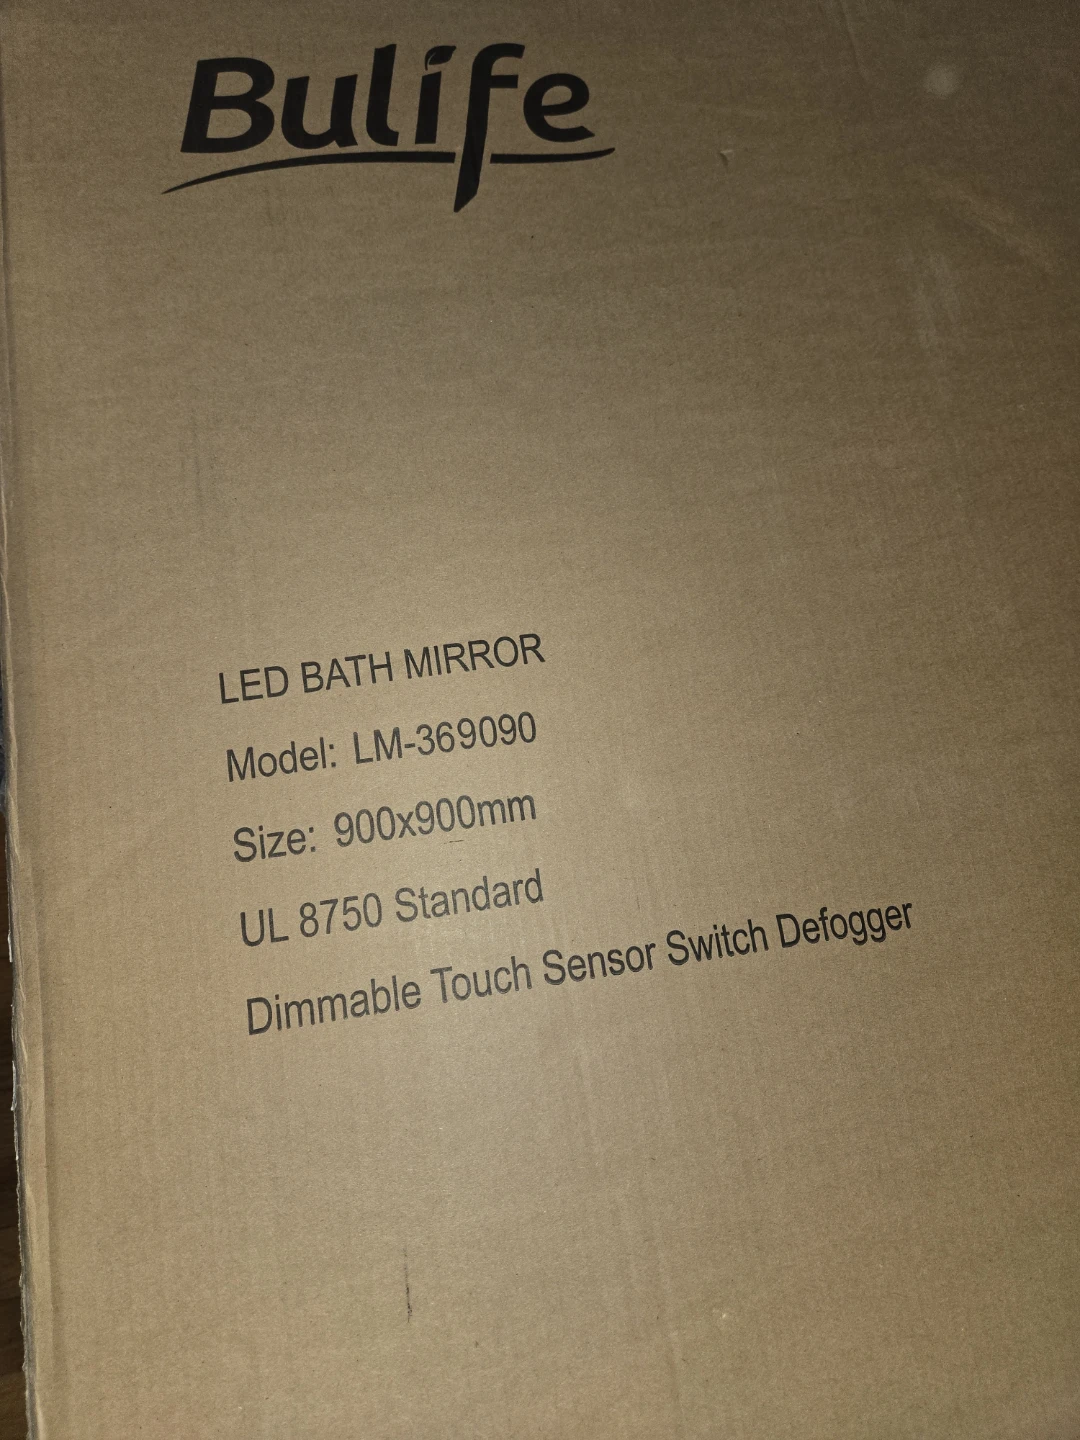 Bulife
LED BATH MIRROR
Model: LM-369090
Size: 900x900mm
UL 8750 Standard
Dimmable Touch Sensor Switch Defogger